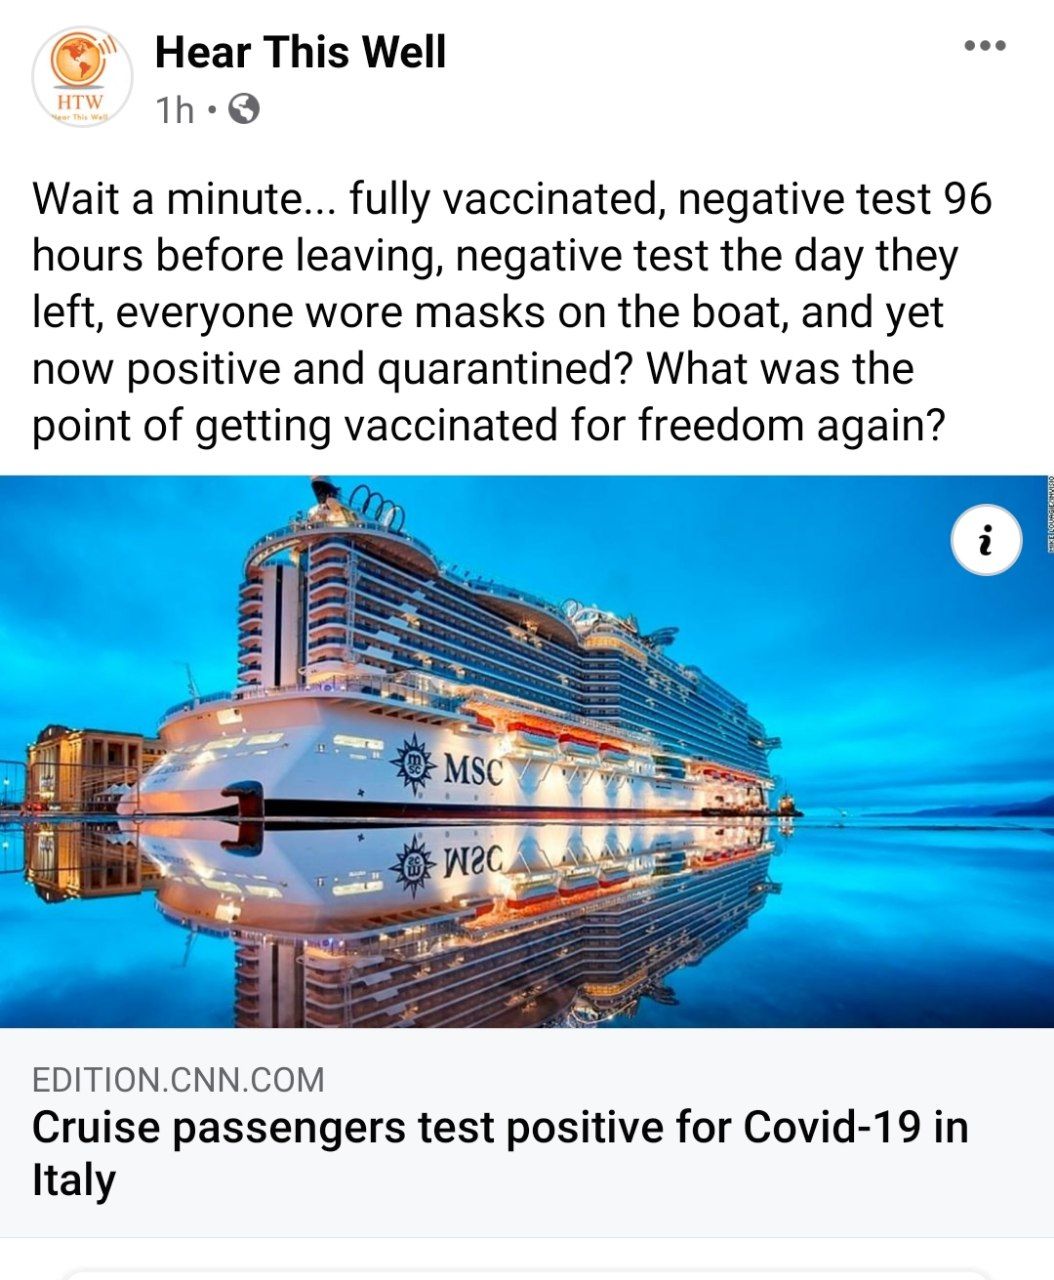 Hear This Well
HTW
Hear This Well
1h
Wait a minute... fully vaccinated, negative test 96
hours before leaving, negative test the day they
left, everyone wore masks on the boat, and yet
now positive and quarantined? What was the
point of getting vaccinated for freedom again?
MSC
EDITION.CNN.COM
Cruise passengers test positive for Covid-19 in
Italy